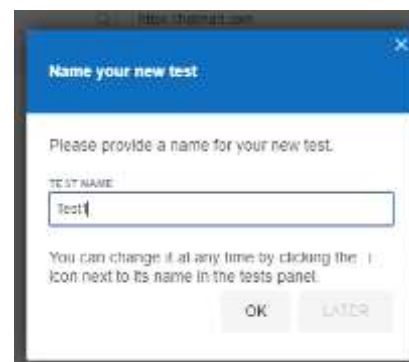 Name your new test
Please provide a name for your new test.
TEST NAME
Test1
You can change it at any time by clicking the ⋮
icon next to its name in the tests panel.
OK
LATER